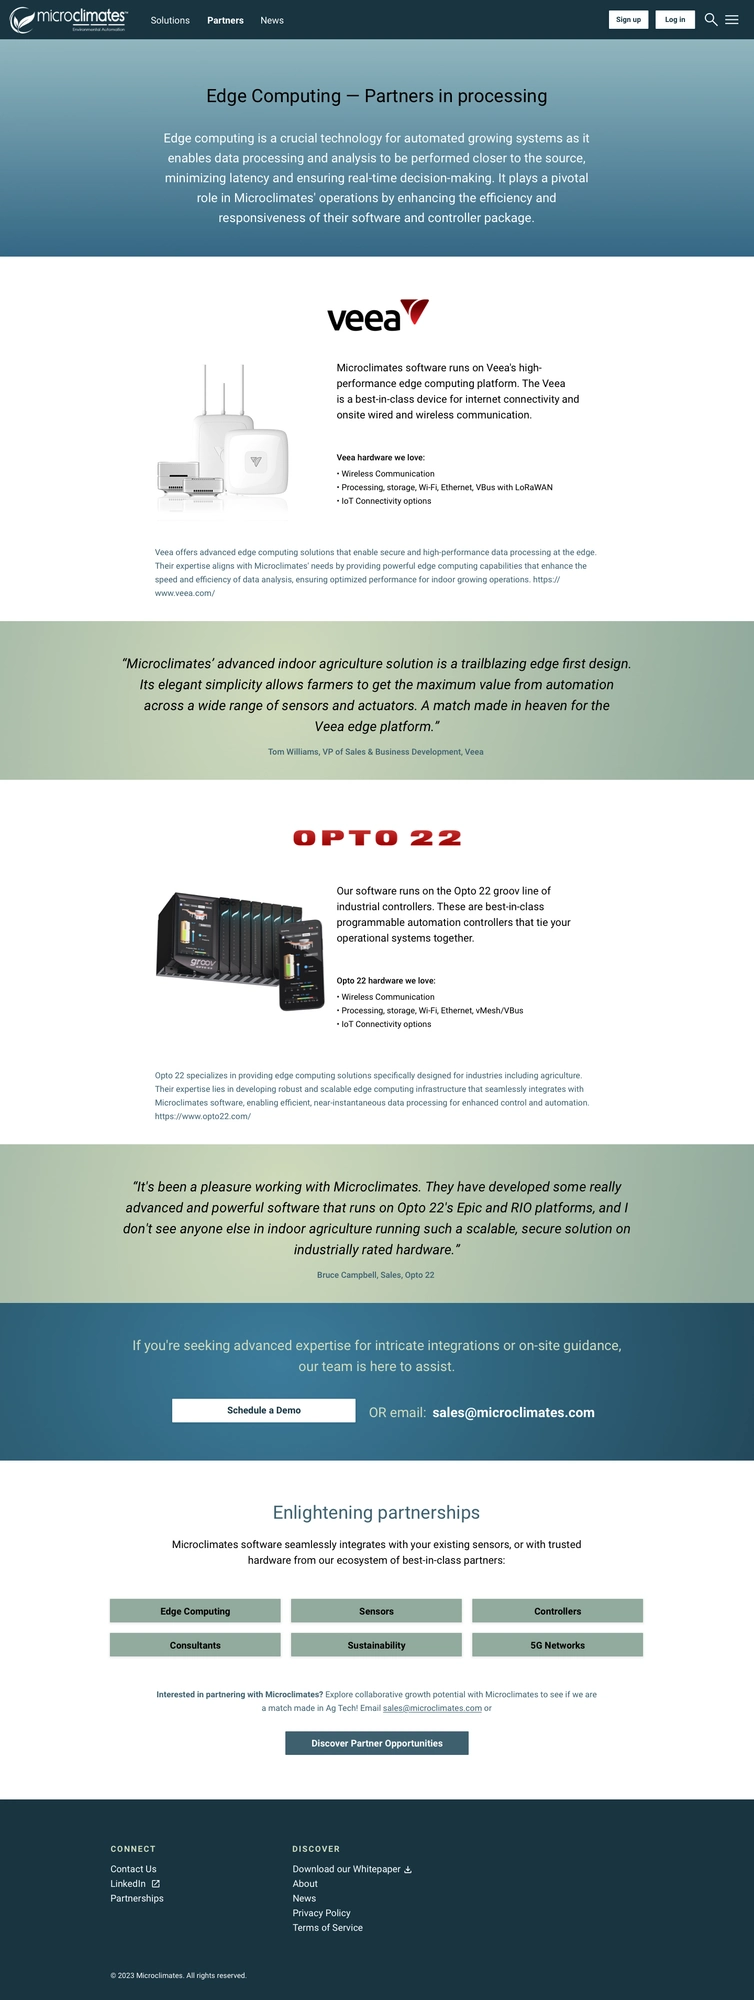 microclimates™
Environmental Automation
Solutions
Partners
News
Sign up
Log in
Edge Computing — Partners in processing
Edge computing is a crucial technology for automated growing systems as it
enables data processing and analysis to be performed closer to the source,
minimizing latency and ensuring real-time decision-making. It plays a pivotal
role in Microclimates' operations by enhancing the efficiency and
responsiveness of their software and controller package.
veea
Microclimates software runs on Veea's high-
performance edge computing platform. The Veea
is a best-in-class device for internet connectivity and
onsite wired and wireless communication.
Veea hardware we love:
• Wireless Communication
• Processing, storage, Wi-Fi, Ethernet, VBus with LoRaWAN
• IoT Connectivity options
Veea offers advanced edge computing solutions that enable secure and high-performance data processing at the edge.
Their expertise aligns with Microclimates' needs by providing powerful edge computing capabilities that enhance the
speed and efficiency of data analysis, ensuring optimized performance for indoor growing operations. https://
www.veea.com/
“Microclimates’ advanced indoor agriculture solution is a trailblazing edge first design.
Its elegant simplicity allows farmers to get the maximum value from automation
across a wide range of sensors and actuators. A match made in heaven for the
Veea edge platform.”
Tom Williams, VP of Sales & Business Development, Veea
OPTO 22
groov
Our software runs on the Opto 22 groov line of
industrial controllers. These are best-in-class
programmable automation controllers that tie your
operational systems together.
Opto 22 hardware we love:
• Wireless Communication
• Processing, storage, Wi-Fi, Ethernet, vMesh/VBus
• IoT Connectivity options
Opto 22 specializes in providing edge computing solutions specifically designed for industries including agriculture.
Their expertise lies in developing robust and scalable edge computing infrastructure that seamlessly integrates with
Microclimates software, enabling efficient, near-instantaneous data processing for enhanced control and automation.
https://www.opto22.com/
“It's been a pleasure working with Microclimates. They have developed some really
advanced and powerful software that runs on Opto 22's Epic and RIO platforms, and I
don't see anyone else in indoor agriculture running such a scalable, secure solution on
industrially rated hardware.”
Bruce Campbell, Sales, Opto 22
If you're seeking advanced expertise for intricate integrations or on-site guidance,
our team is here to assist.
Schedule a Demo
OR email: sales@microclimates.com
Enlightening partnerships
Microclimates software seamlessly integrates with your existing sensors, or with trusted
hardware from our ecosystem of best-in-class partners:
Edge Computing
Sensors
Controllers
Consultants
Sustainability
5G Networks
Interested in partnering with Microclimates? Explore collaborative growth potential with Microclimates to see if we are
a match made in Ag Tech! Email sales@microclimates.com or
Discover Partner Opportunities
CONNECT
Contact Us
LinkedIn
Partnerships
DISCOVER
Download our Whitepaper
About
News
Privacy Policy
Terms of Service
© 2023 Microclimates. All rights reserved.